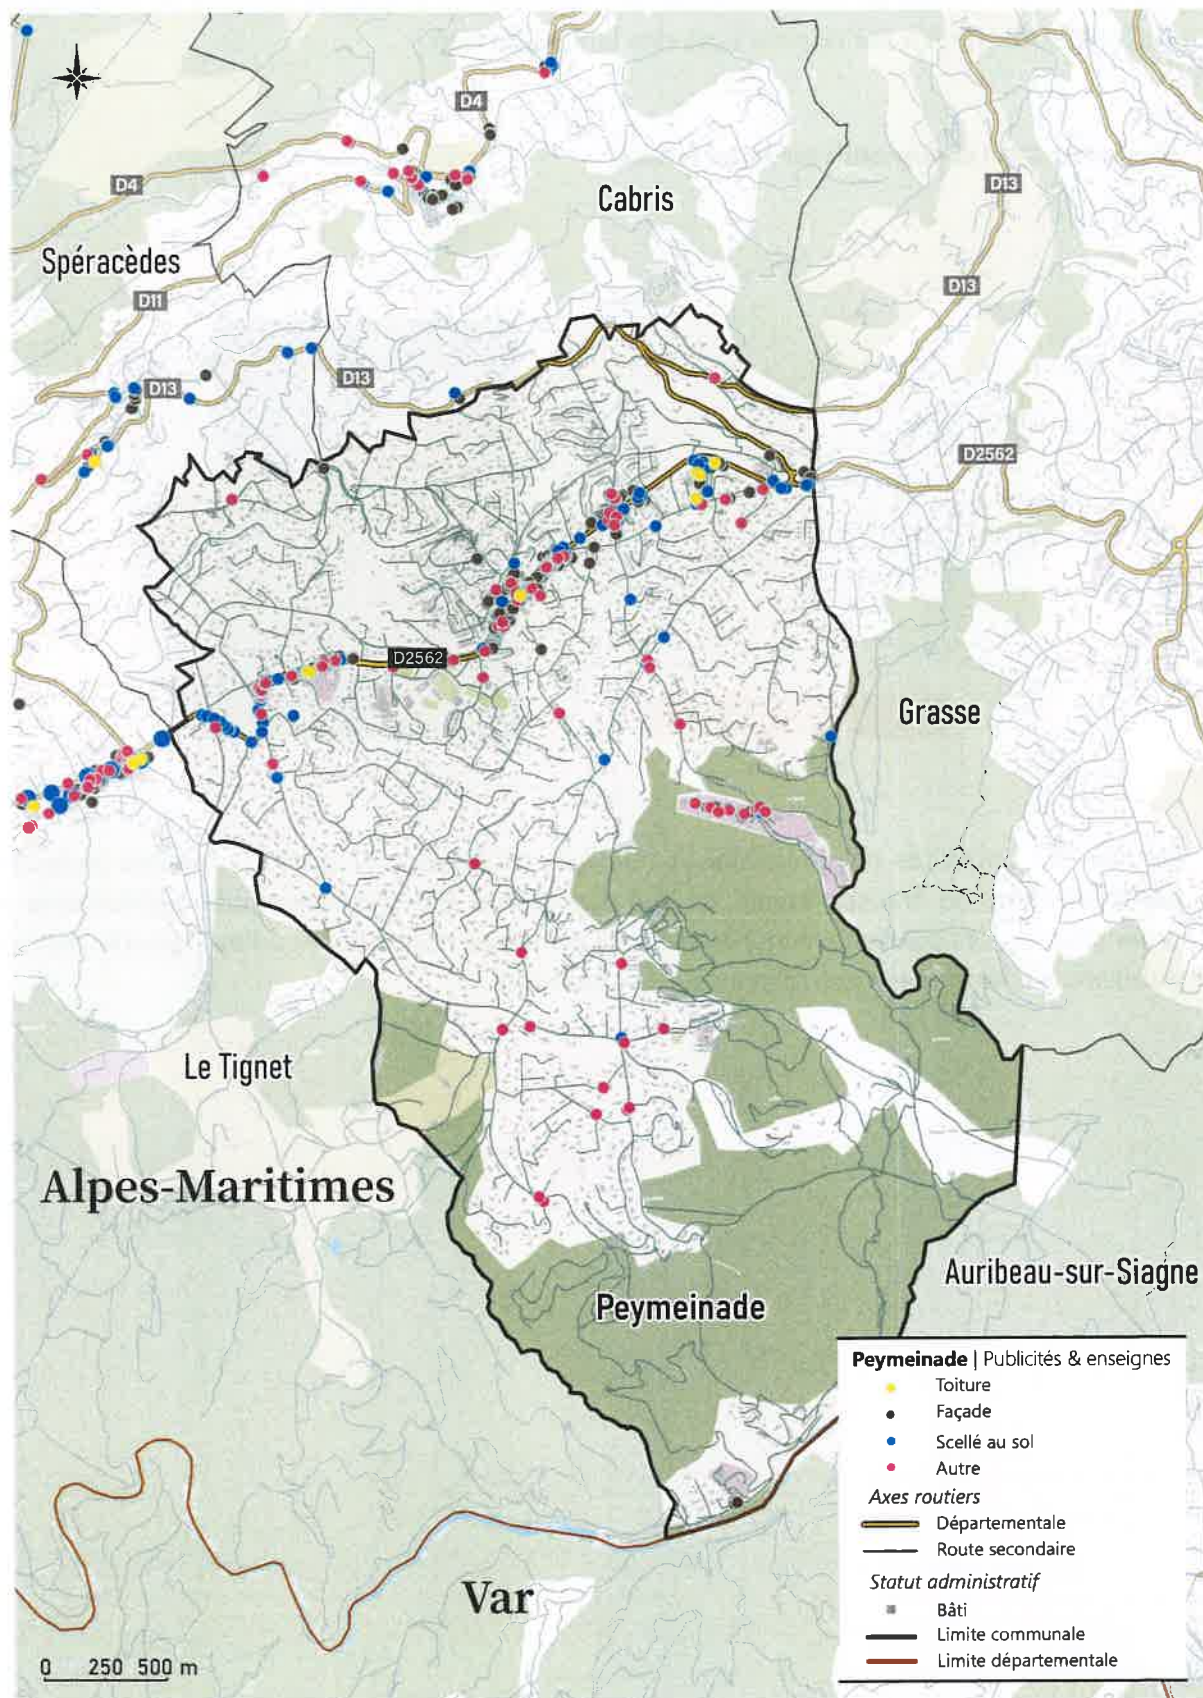 D4
D4
Cabris
D13
Spéracèdes
D13
D11
D13
D13
D2562
D2562
Grasse
Le Tignet
Alpes-Maritimes
Auribeau-sur-Siagne
Peymeinade
Var
0 250 500 m
Peymeinade | Publicités & enseignes
Toiture
Façade
Scellé au sol
Autre
Axes routiers
Départementale
Route secondaire
Statut administratif
Bâti
Limite communale
Limite départementale